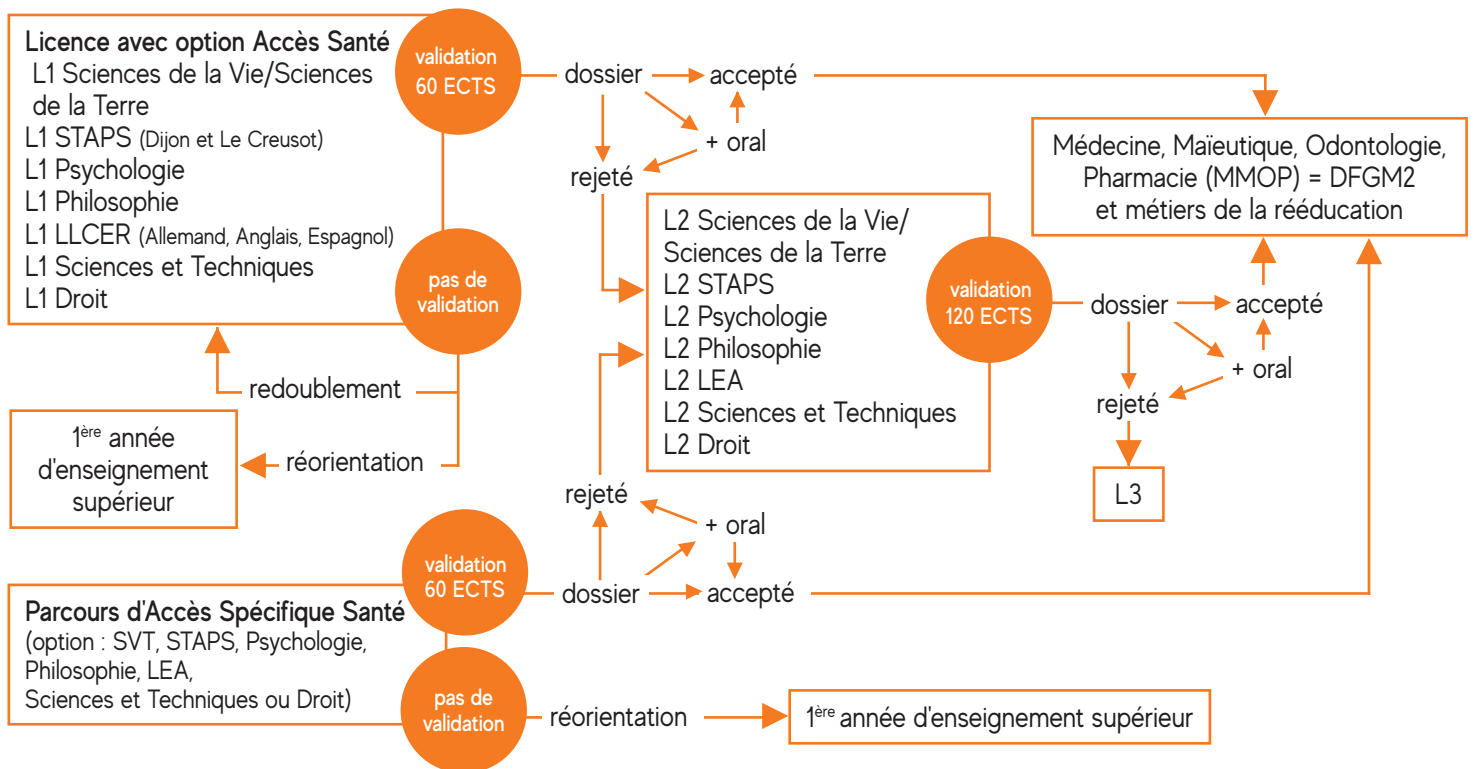 Licence avec option Accès Santé
L1 Sciences de la Vie/Sciences
de la Terre
L1 STAPS (Dijon et Le Creusot)
L1 Psychologie
L1 Philosophie
L1 LLCER (Allemand, Anglais, Espagnol)
L1 Sciences et Techniques
L1 Droit
validation
60 ECTS
dossier
accepté
+ oral
rejeté
pas de
validation
redoublement
réorientation
1ère année
d'enseignement
supérieur
Médecine, Maïeutique, Odontologie,
Pharmacie (MMOP) = DFGM2
et métiers de la rééducation
L2 Sciences de la Vie/
Sciences de la Terre
L2 STAPS
L2 Psychologie
L2 Philosophie
L2 LEA
L2 Sciences et Techniques
L2 Droit
validation
120 ECTS
dossier
accepté
+ oral
rejeté
L3
rejeté
+ oral
validation
60 ECTS
dossier
accepté
Parcours d'Accès Spécifique Santé
(option : SVT, STAPS, Psychologie,
Philosophie, LEA,
Sciences et Techniques ou Droit)
pas de
validation
réorientation
1ère année d'enseignement supérieur